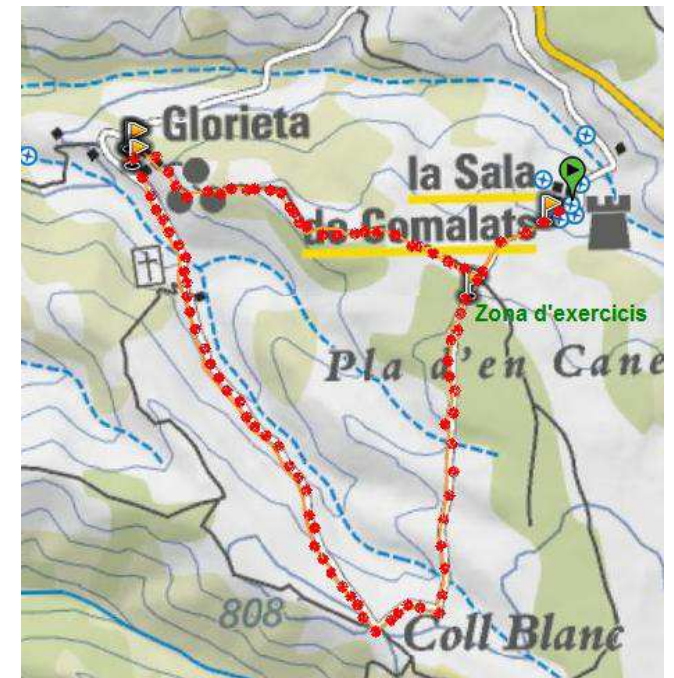 Glorieta
la Sala
de Comalats
Zona d'exercicis
Pla d'en Cane
808
Coll Blanc